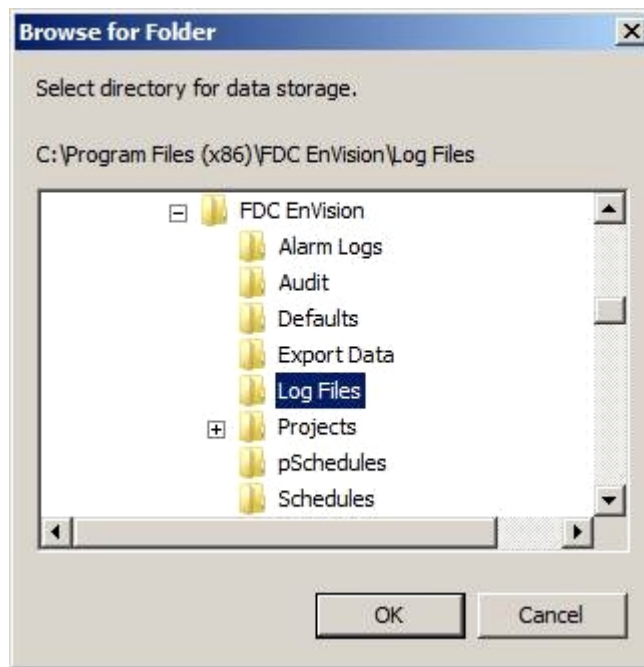 Browse for Folder
Select directory for data storage.
C:\Program Files (x86)\FDC EnVision\Log Files
FDC EnVision
Alarm Logs
Audit
Defaults
Export Data
Log Files
Projects
pSchedules
Schedules
OK Cancel